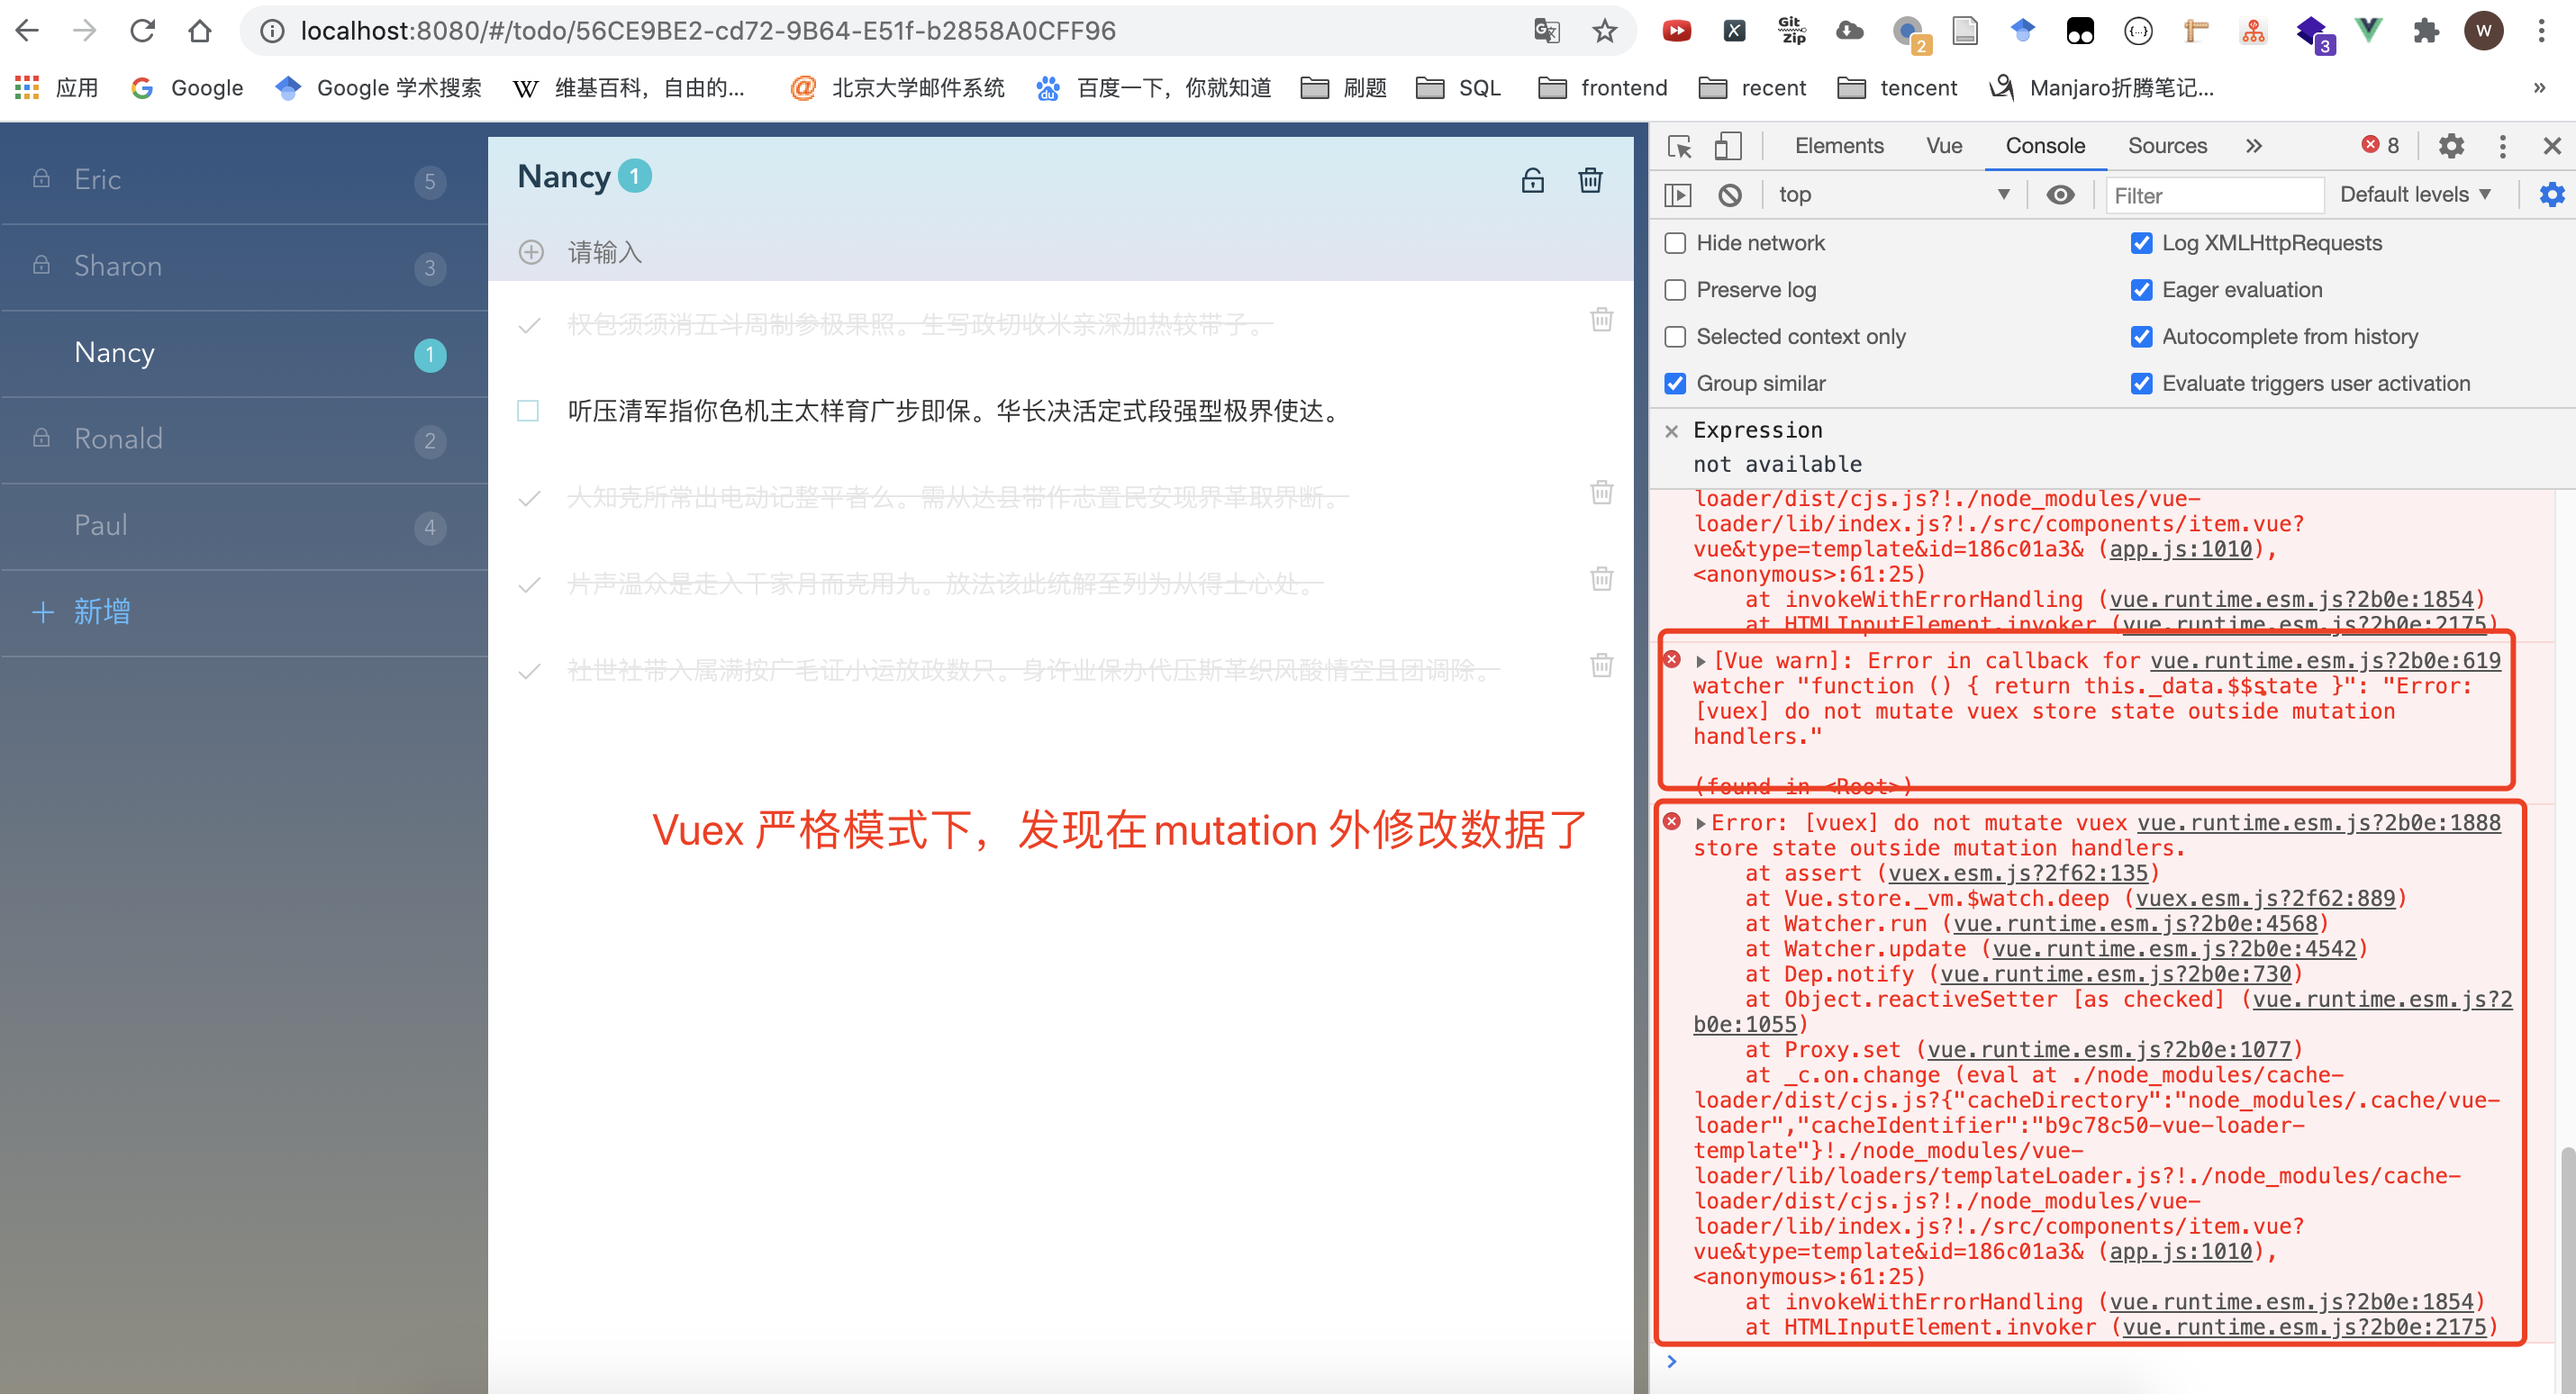 localhost:8080/#/todo/56CE9BE2-cd72-9B64-E51f-b2858A0CFF96
Git Zip
2
3
W
应用
Google
Google 学术搜索
W 维基百科，自由的...
北京大学邮件系统
百度一下，你就知道
刷题
SQL
frontend
recent
tencent
Manjaro折腾笔记...
»
Eric 5
Sharon 3
Nancy 1
Ronald 2
Paul 4
新增
Nancy 1
请输入
权包须须消五斗周制参极果照。生写政切收米亲深加热较带子。
听压清军指你色机主太样育广步即保。华长决活定式段强型极界使达。
人知克所常出电动记整平者么。需从达县带作志置民安现界革取界断。
片声温众是走入干家月而克用九。放法该此统解至列为从得土心处。
社世社带入属满按广毛证小运放政数只。身许业保办代压斯革织风酸情空且团调除。
Vuex 严格模式下，发现在 mutation 外修改数据了
Elements Vue Console Sources » 8
top Filter Default levels
Hide network Log XMLHttpRequests
Preserve log Eager evaluation
Selected context only Autocomplete from history
Group similar Evaluate triggers user activation
Expression
not available
loader/dist/cjs.js?!./node_modules/vue-
loader/lib/index.js?!./src/components/item.vue?
vue&type=template&id=186c01a3& (app.js:1010),
<anonymous>:61:25)
at invokeWithErrorHandling (vue.runtime.esm.js?2b0e:1854)
at HTMLInputElement.invoker (vue.runtime.esm.js?2b0e:2175)
[Vue warn]: Error in callback for vue.runtime.esm.js?2b0e:619
watcher "function () { return this._data.$$state }": "Error:
[vuex] do not mutate vuex store state outside mutation
handlers."
(found in <Root>)
Error: [vuex] do not mutate vuex vue.runtime.esm.js?2b0e:1888
store state outside mutation handlers.
at assert (vuex.esm.js?2f62:135)
at Vue.store._vm.$watch.deep (vuex.esm.js?2f62:889)
at Watcher.run (vue.runtime.esm.js?2b0e:4568)
at Watcher.update (vue.runtime.esm.js?2b0e:4542)
at Dep.notify (vue.runtime.esm.js?2b0e:730)
at Object.reactiveSetter [as checked] (vue.runtime.esm.js?2
b0e:1055)
at Proxy.set (vue.runtime.esm.js?2b0e:1077)
at _c.on.change (eval at ./node_modules/cache-
loader/dist/cjs.js?{"cacheDirectory":"node_modules/.cache/vue-
loader","cacheIdentifier":"b9c78c50-vue-loader-
template"}!./node_modules/vue-
loader/lib/loaders/templateLoader.js?!./node_modules/cache-
loader/dist/cjs.js?!./node_modules/vue-
loader/lib/index.js?!./src/components/item.vue?
vue&type=template&id=186c01a3& (app.js:1010),
<anonymous>:61:25)
at invokeWithErrorHandling (vue.runtime.esm.js?2b0e:1854)
at HTMLInputElement.invoker (vue.runtime.esm.js?2b0e:2175)